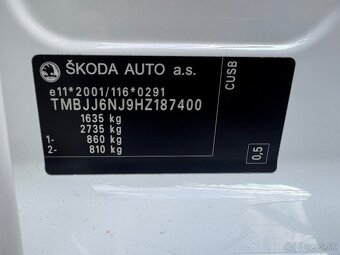 ŠKODA AUTO a.s.
CUSB
e11*2001/116*0291
TMBJJ6NJ9HZ187400
1635 kg
2735 kg
1- 860 kg
2- 810 kg
0,5